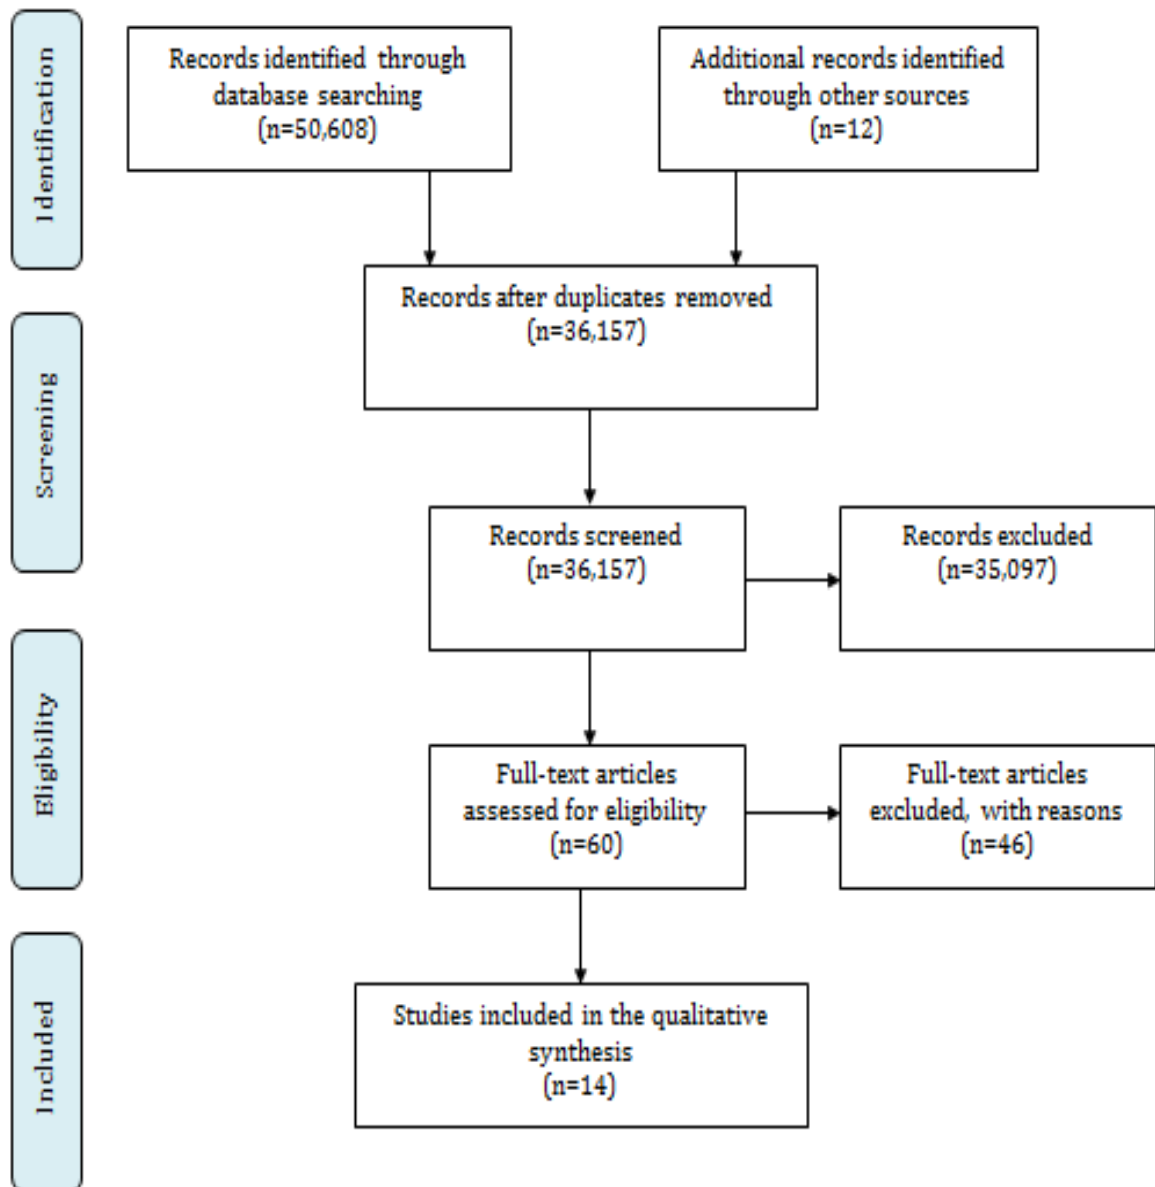 Identification
Records identified through
database searching
(n=50,608)
Additional records identified
through other sources
(n=12)
Records after duplicates removed
(n=36,157)
Screening
Records screened
(n=36,157)
Records excluded
(n=35,097)
Eligibility
Full-text articles
assessed for eligibility
(n=60)
Full-text articles
excluded, with reasons
(n=46)
Included
Studies included in the qualitative
synthesis
(n=14)